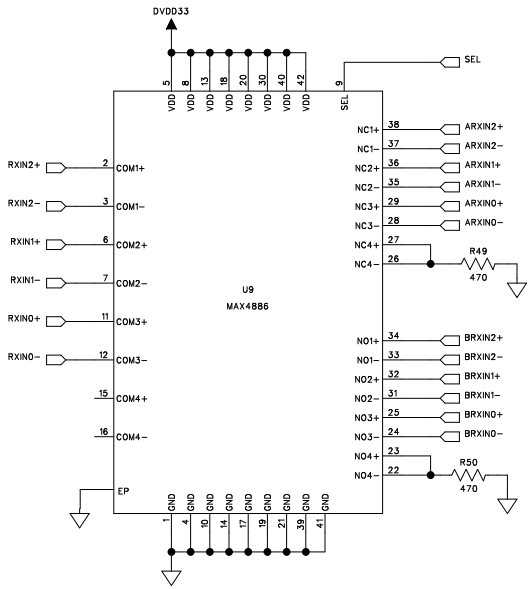 DVDD33
5 8 13 18 20 30 40 42 9
VDD VDD VDD VDD VDD VDD VDD VDD SEL
SEL
RXIN2+ 2 COM1+
RXIN2- 3 COM1-
RXIN1+ 6 COM2+
RXIN1- 7 COM2-
RXIN0+ 11 COM3+
RXIN0- 12 COM3-
15 COM4+
16 COM4-
EP
U9
MAX4886
NC1+ 38 ARXIN2+
NC1- 37 ARXIN2-
NC2+ 36 ARXIN1+
NC2- 35 ARXIN1-
NC3+ 29 ARXIN0+
NC3- 28 ARXIN0-
NC4+ 27
NC4- 26
R49
470
NO1+ 34 BRXIN2+
NO1- 33 BRXIN2-
NO2+ 32 BRXIN1+
NO2- 31 BRXIN1-
NO3+ 25 BRXIN0+
NO3- 24 BRXIN0-
NO4+ 23
NO4- 22
R50
470
GND GND GND GND GND GND GND GND GND
1 4 10 14 17 19 21 39 41